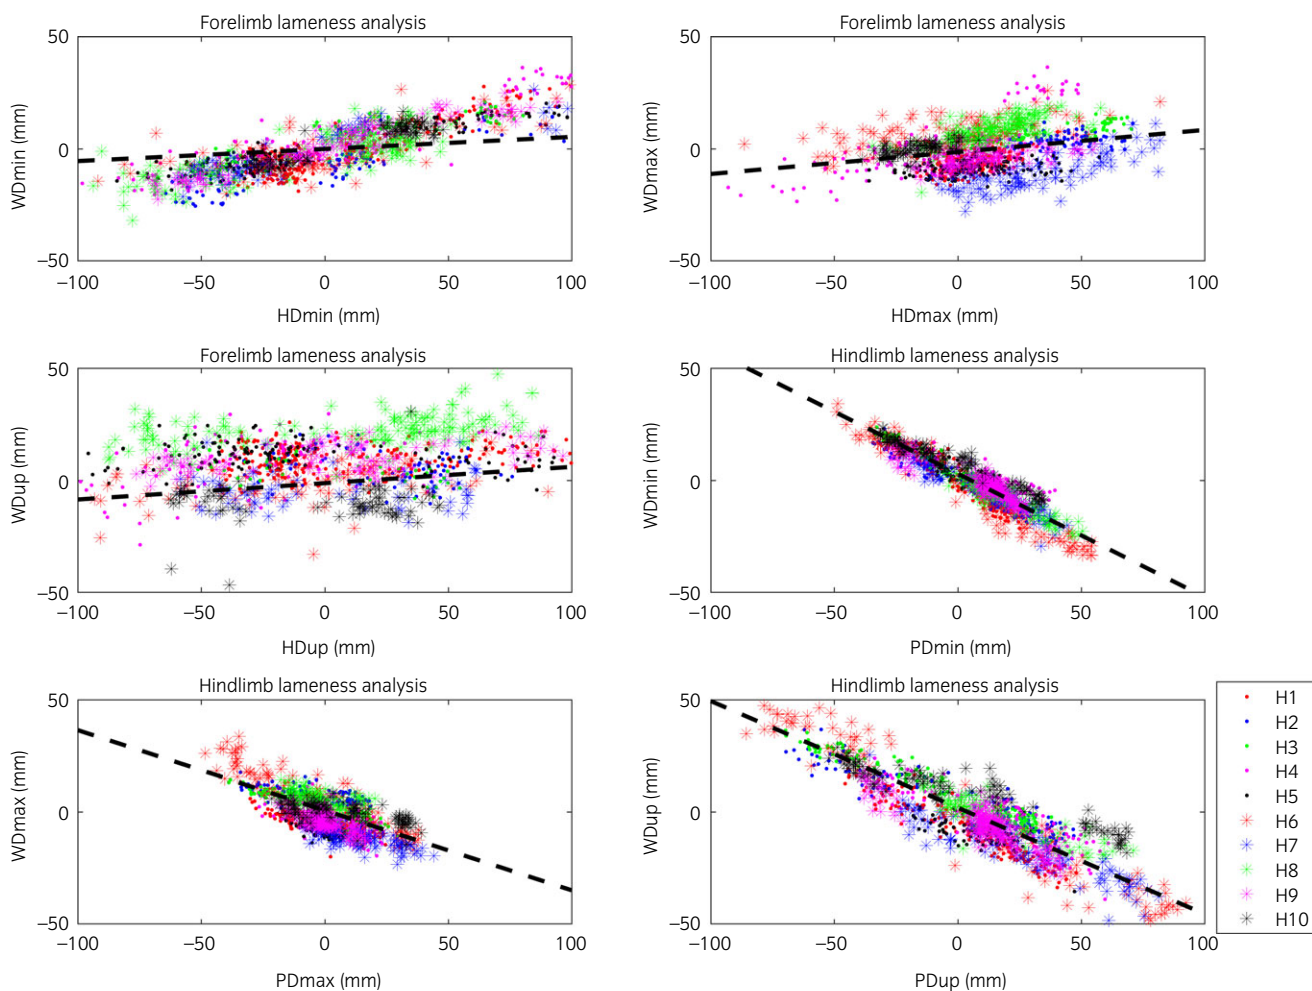 Forelimb lameness analysis
50
0
−50
WDmin (mm)
−100 −50 0 50 100
HDmin (mm)
Forelimb lameness analysis
50
0
−50
WDmax (mm)
−100 −50 0 50 100
HDmax (mm)
Forelimb lameness analysis
50
0
−50
WDup (mm)
−100 −50 0 50 100
HDup (mm)
Hindlimb lameness analysis
50
0
−50
WDmin (mm)
−100 −50 0 50 100
PDmin (mm)
Hindlimb lameness analysis
50
0
−50
WDmax (mm)
−100 −50 0 50 100
PDmax (mm)
Hindlimb lameness analysis
50
0
−50
WDup (mm)
−100 −50 0 50 100
PDup (mm)
H1
H2
H3
H4
H5
H6
H7
H8
H9
H10